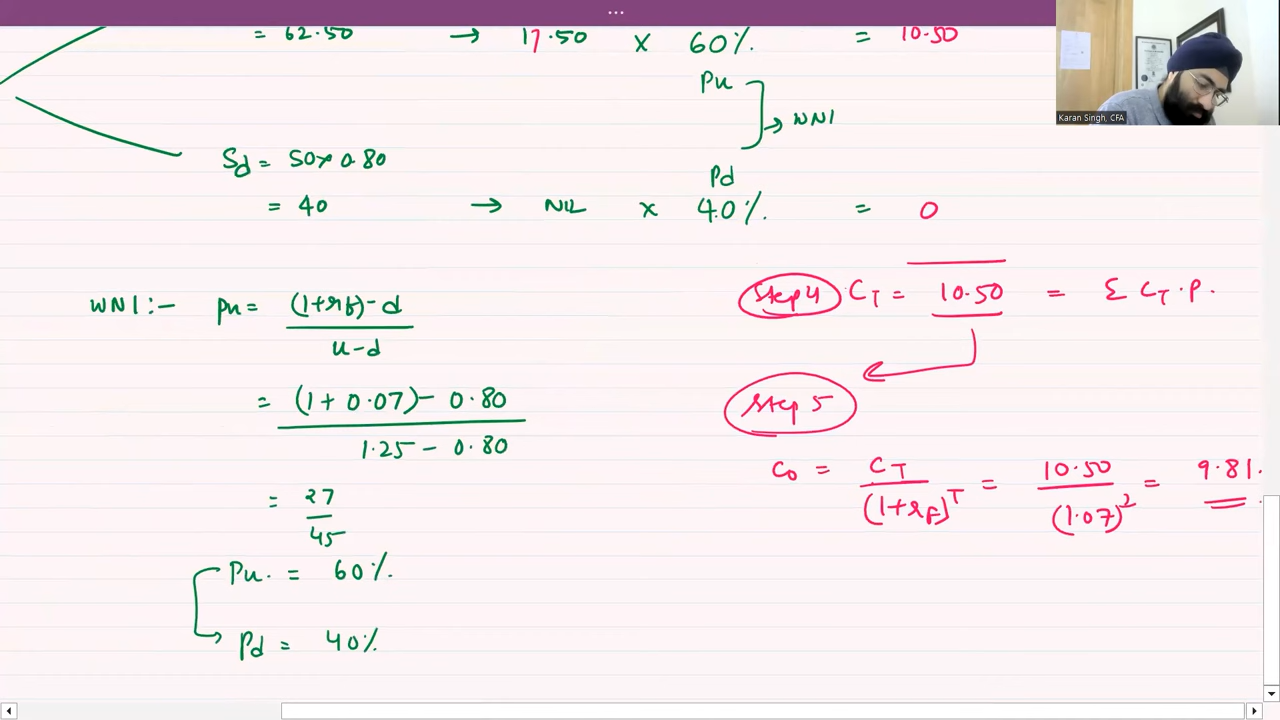 = 62.50 → 17.50 x 60% = 10.50
Pu
→ WN1
Sd = 50x 0.80
Pd
= 40 → NIL x 40% = 0
WN1:- pu = (1+rf)-d
u-d
= (1+0.07)- 0.80
1.25 - 0.80
= 27
45
Pu. = 60%.
Pd = 40%
Step 4 CT = 10.50 = Σ CT.P.
Step 5
C0 = CT = 10.50 = 9.81.
(1+rF)^T (1.07)^2
Karan Singh, CFA